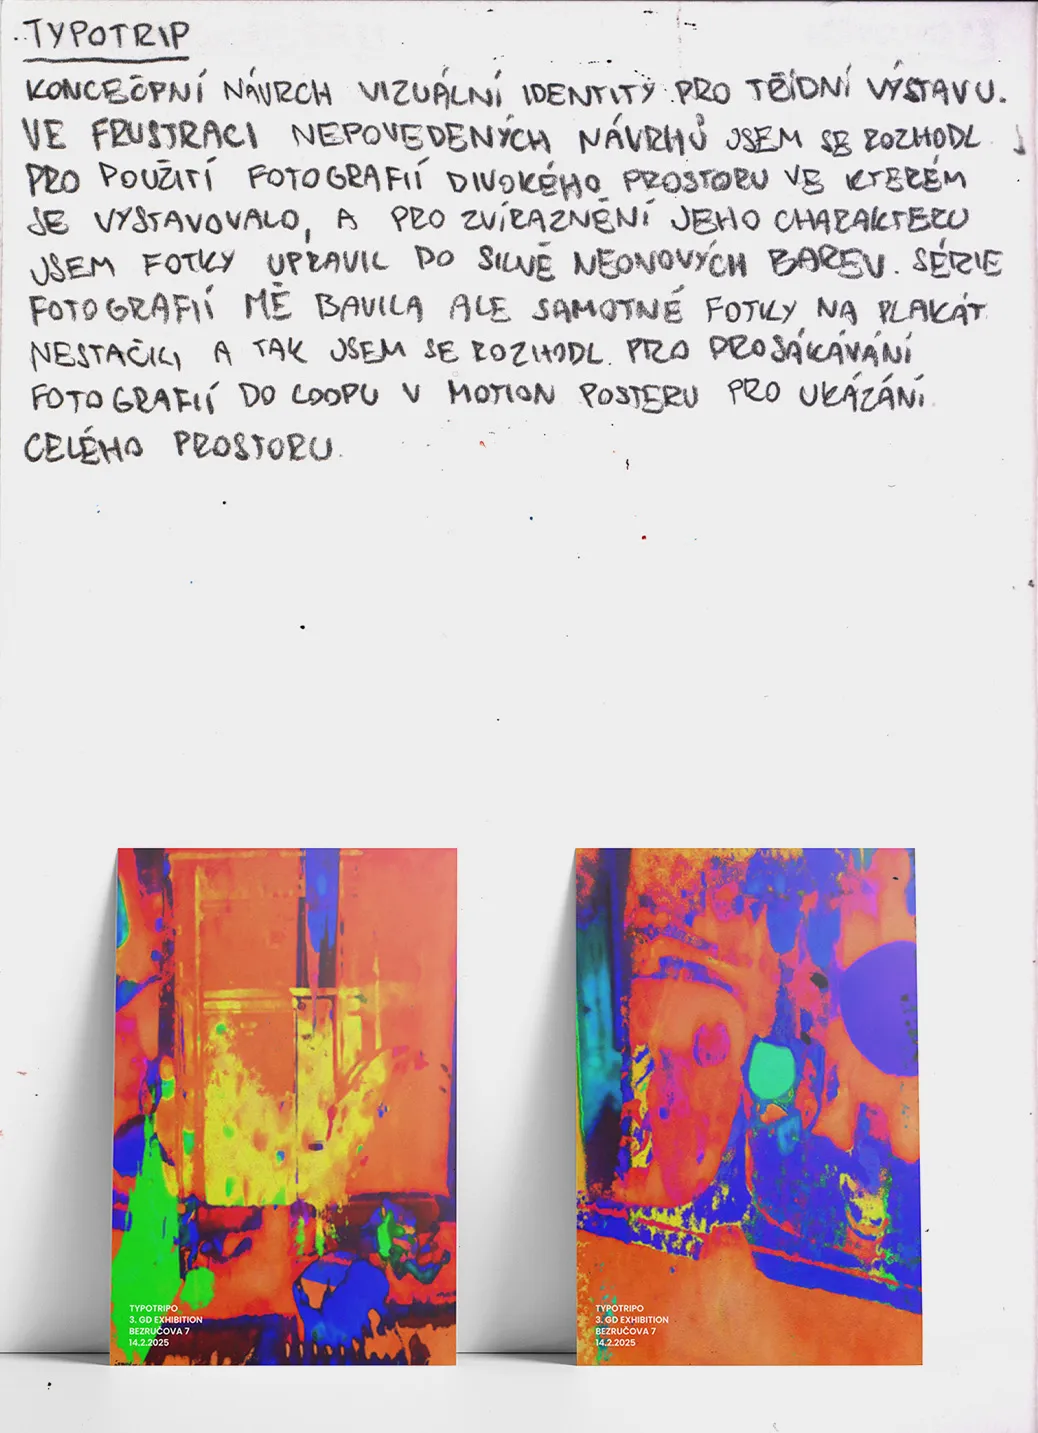 TYPOTRIP
KONCEČPNÍ NÁVRCH VIZUÁLNÍ IDENTITY PRO TŘÍDNÍ VÝSTAVU.
VE FRUSTRACI NEPOVEDENÝCH NÁVRHŮ JSEM SE ROZHODL
PRO POUŽITÍ FOTOGRAFIÍ DIVOKÉHO PROSTORU VE KTERÉM
SE VYSTAVOVALO, A PRO ZVÍRAZNĚNÍ JEHO CHARAKTERU
JSEM FOTKY UPRAVIL DO SILNĚ NEONOVÝCH BAREV. SÉRIE
FOTOGRAFIÍ MĚ BAVILA ALE SAMOTNÉ FOTKY NA PLAKÁT
NESTAČILI A TAK JSEM SE ROZHODL PRO PROSAKÁVÁNÍ
FOTOGRAFIÍ DO LOOPU V MOTION POSTERU PRO UKÁZÁNÍ
CELÉHO PROSTORU.
TYPOTRIPO
3. GD EXHIBITION
BEZRUČOVA 7
14.2.2025
TYPOTRIPO
3. GD EXHIBITION
BEZRUČOVA 7
14.2.2025